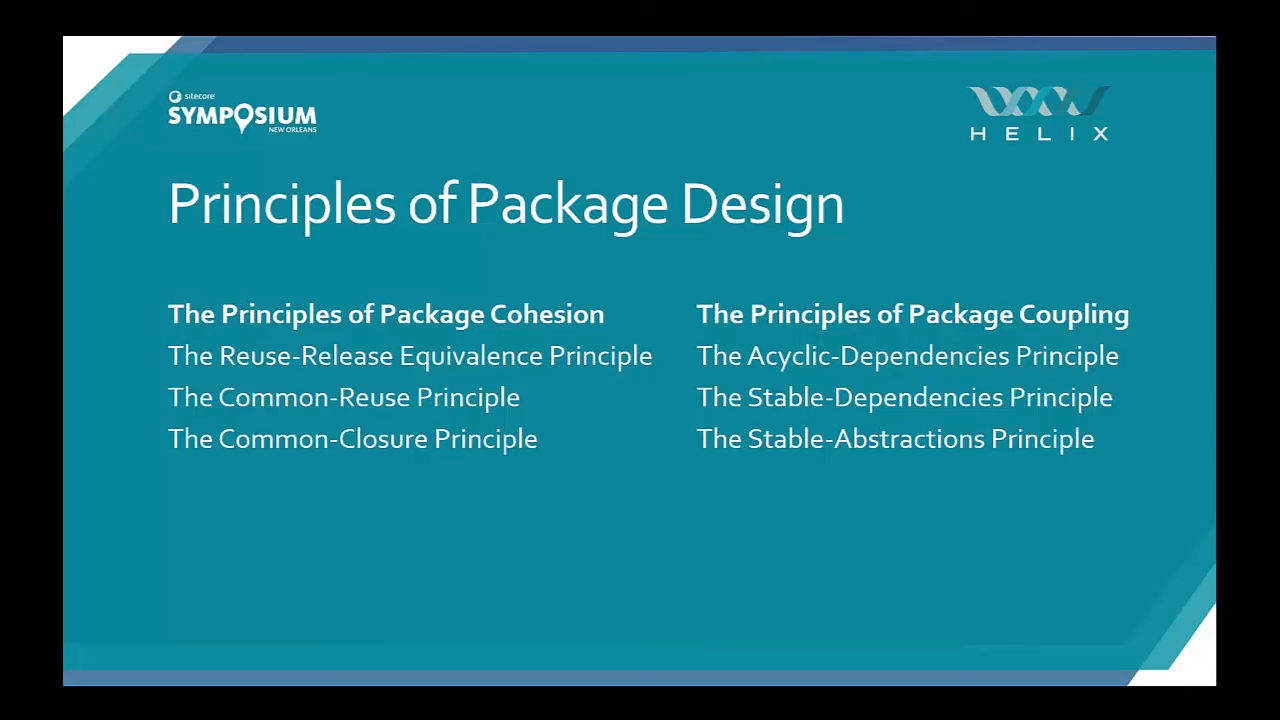 sitecore
SYMPOSIUM
NEW ORLEANS
HELIX
Principles of Package Design
The Principles of Package Cohesion
The Reuse-Release Equivalence Principle
The Common-Reuse Principle
The Common-Closure Principle
The Principles of Package Coupling
The Acyclic-Dependencies Principle
The Stable-Dependencies Principle
The Stable-Abstractions Principle